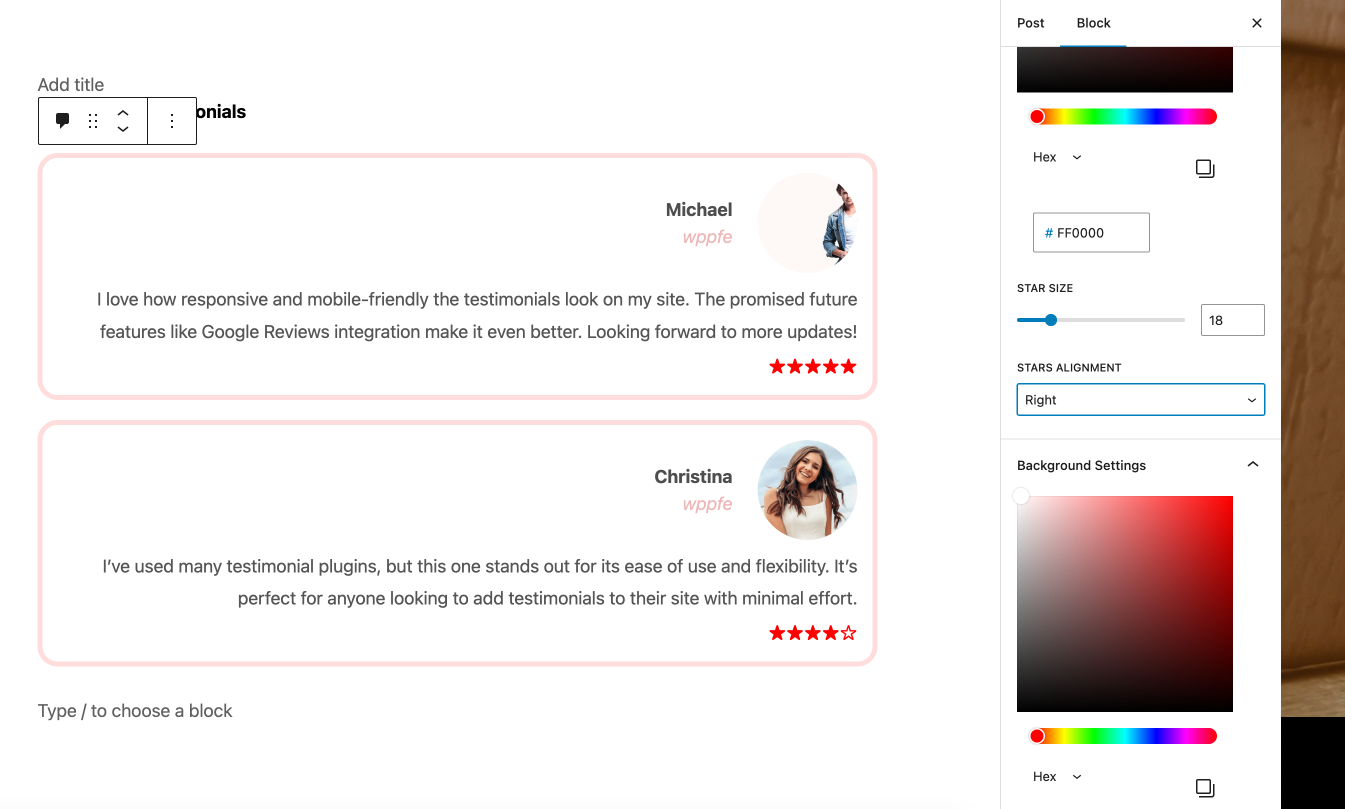 Add title
onials
Michael
wppfe
I love how responsive and mobile-friendly the testimonials look on my site. The promised future
features like Google Reviews integration make it even better. Looking forward to more updates!
Christina
wppfe
I’ve used many testimonial plugins, but this one stands out for its ease of use and flexibility. It’s
perfect for anyone looking to add testimonials to their site with minimal effort.
Type / to choose a block
Post Block
Hex
# FF0000
STAR SIZE
18
STARS ALIGNMENT
Right
Background Settings
Hex